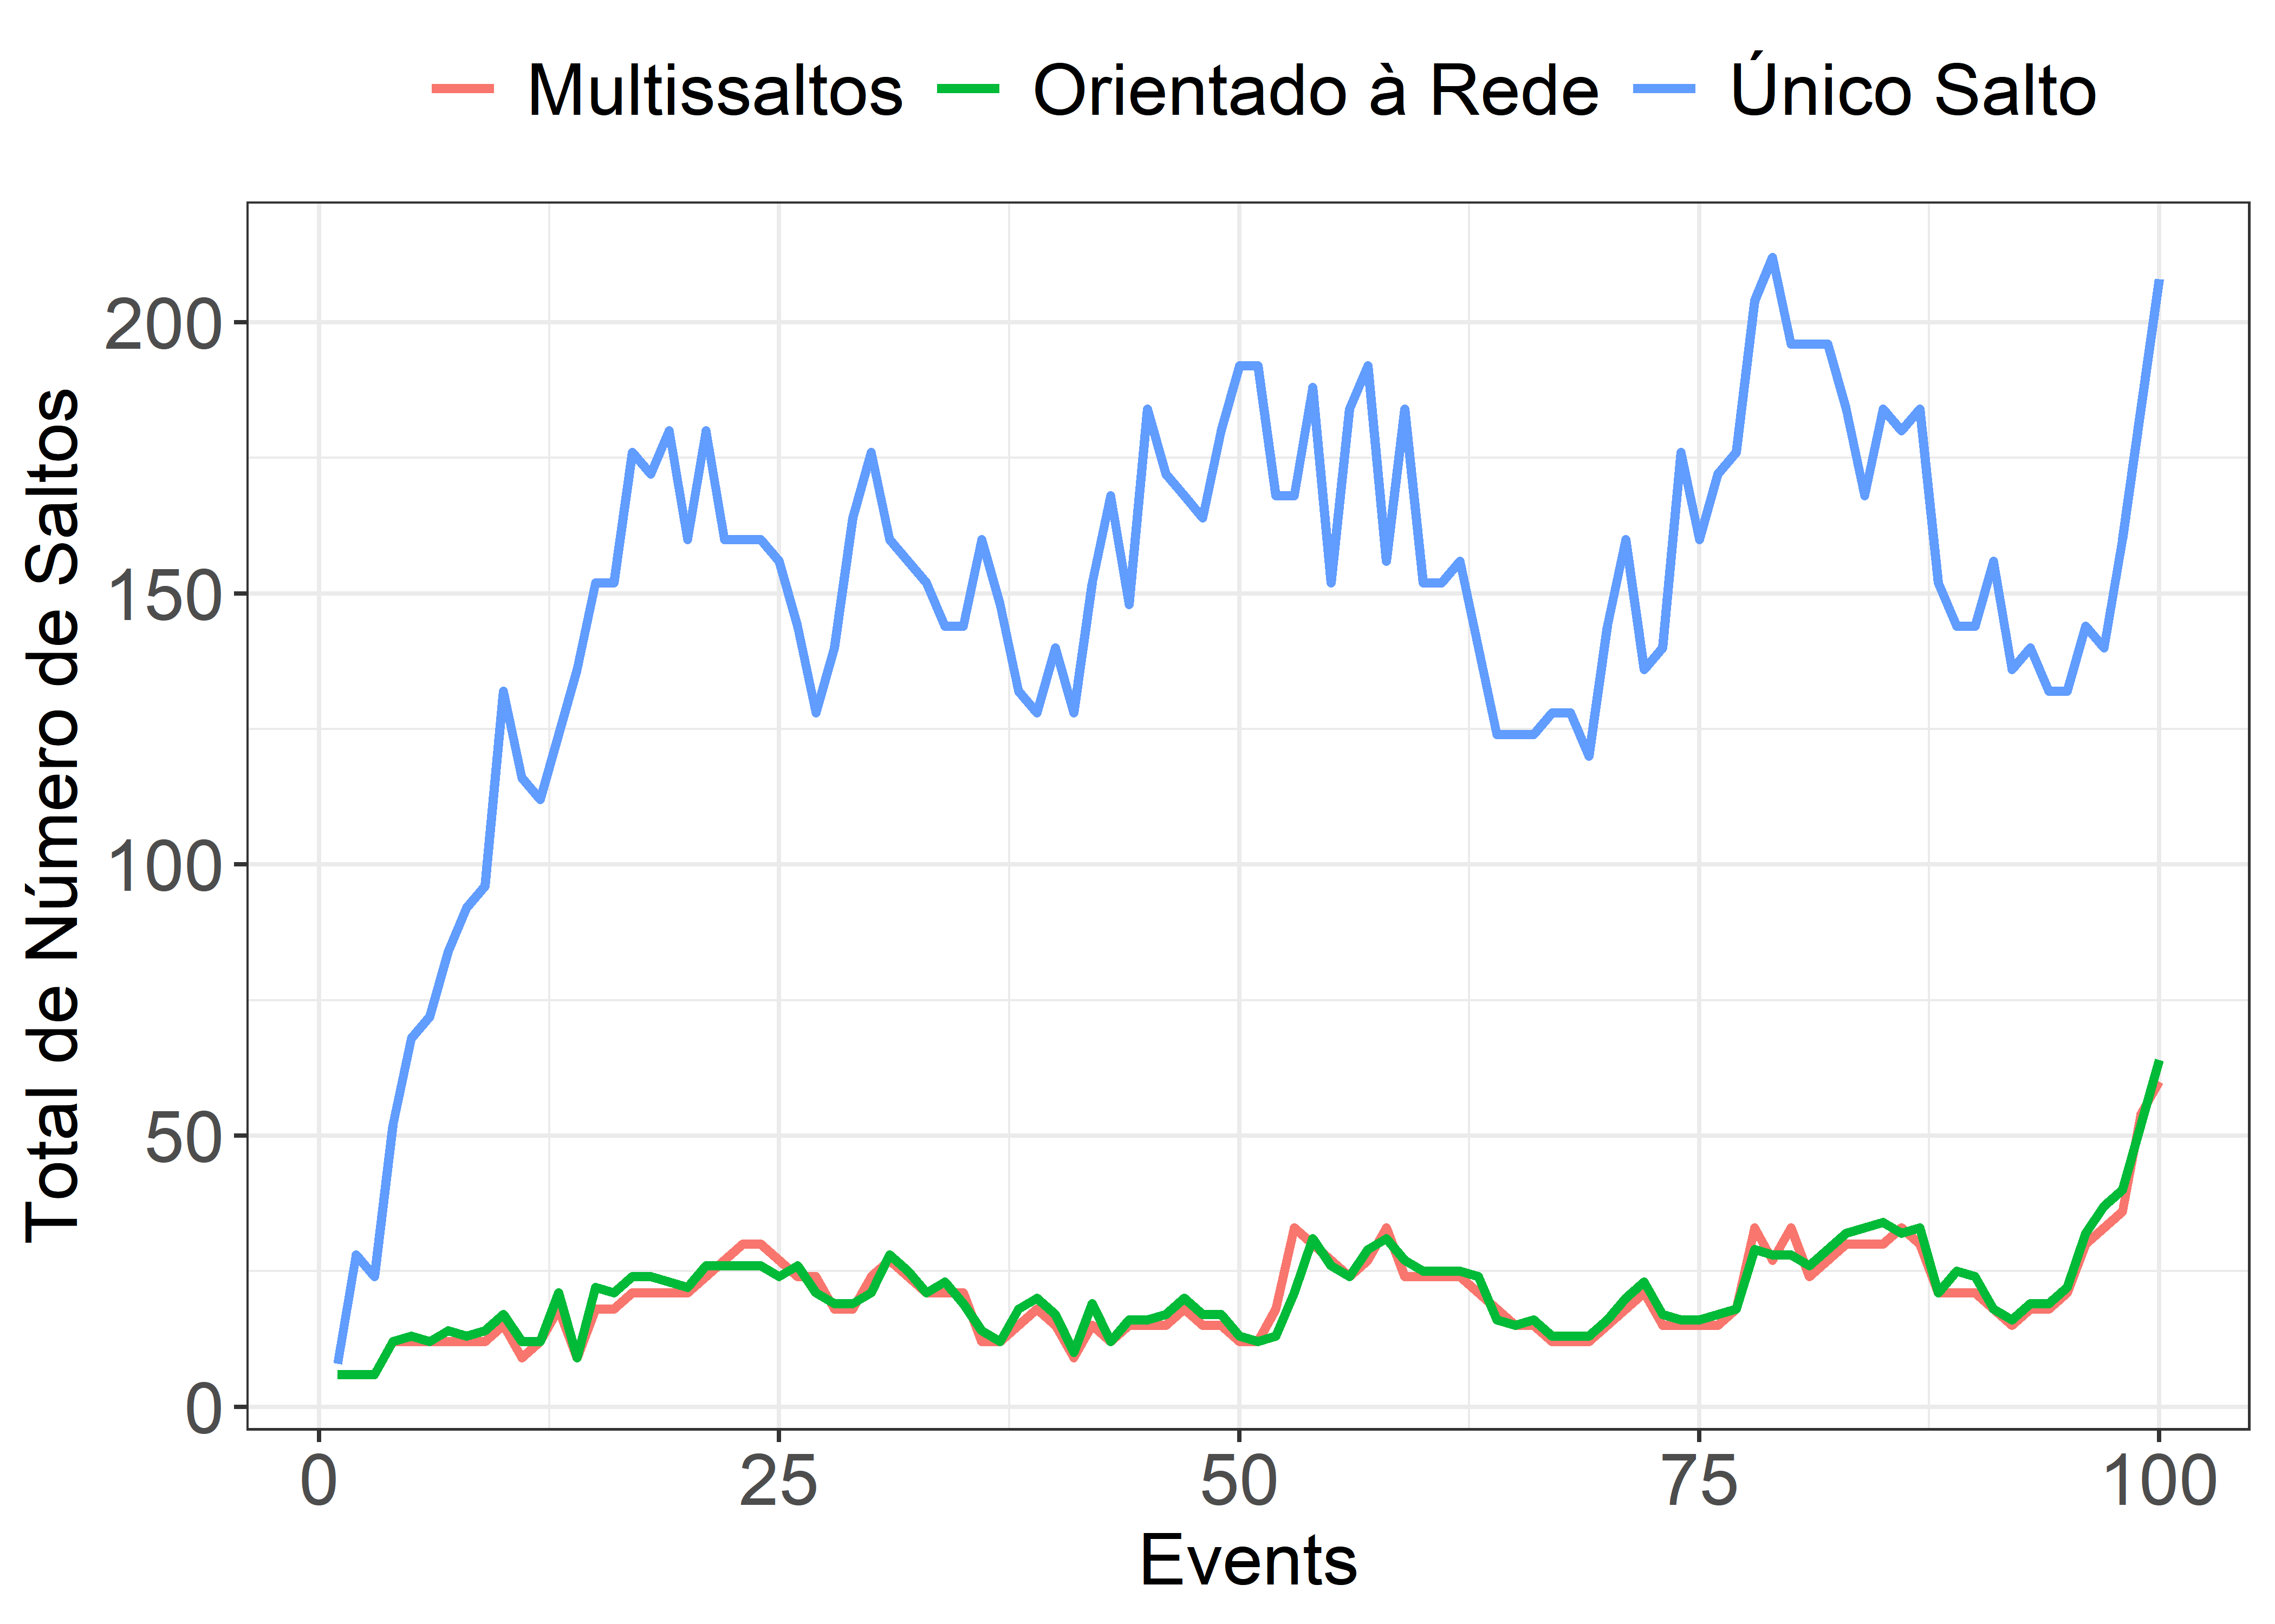 Multissaltos Orientado à Rede Único Salto
Total de Número de Saltos
200
150
100
50
0
0 25 50 75 100
Events